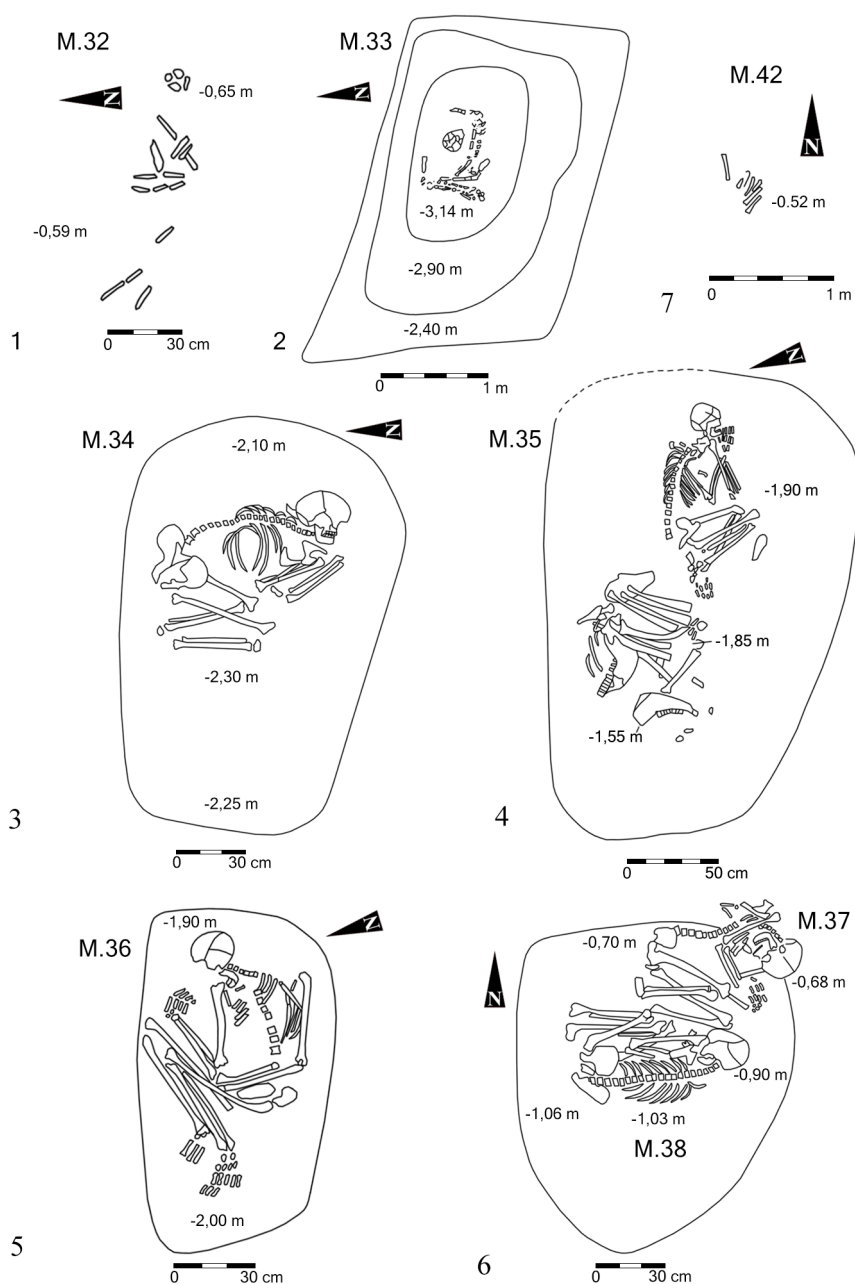 M.32
N
-0,65 m
-0,59 m
0 30 cm
1
M.33
N
-3,14 m
-2,90 m
-2,40 m
0 1 m
2
M.42
N
-0.52 m
0 1 m
7
M.34
N
-2,10 m
-2,30 m
-2,25 m
0 30 cm
3
M.35
N
-1,90 m
-1,85 m
-1,55 m
0 50 cm
4
M.36
N
-1,90 m
-2,00 m
0 30 cm
5
M.37
N
-0,70 m
-0,68 m
-0,90 m
-1,06 m
-1,03 m
M.38
0 30 cm
6